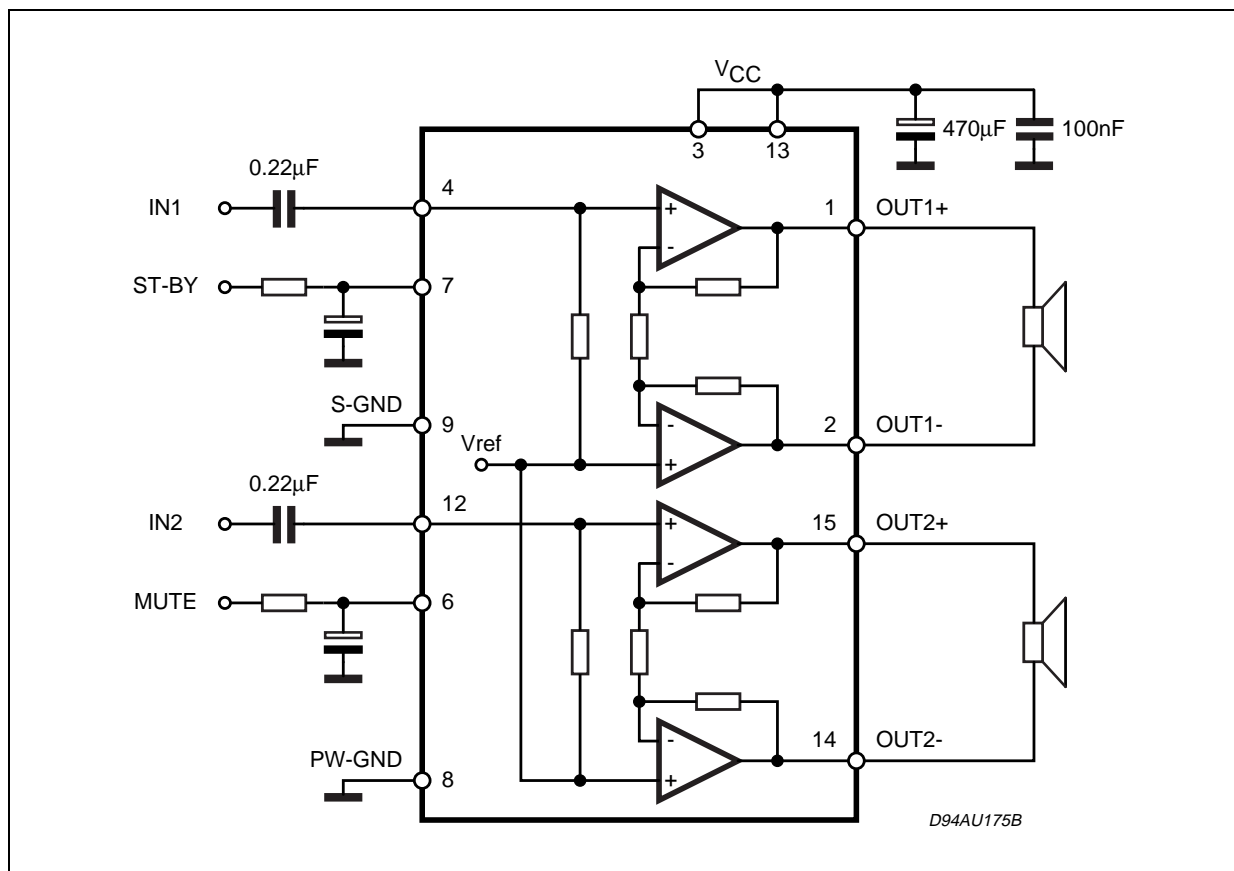 VCC
470μF
100nF
3
13
0.22μF
IN1
4
+
-
1
OUT1+
ST-BY
7
S-GND
9
-
+
2
OUT1-
Vref
0.22μF
IN2
12
+
-
15
OUT2+
MUTE
6
PW-GND
8
-
+
14
OUT2-
D94AU175B